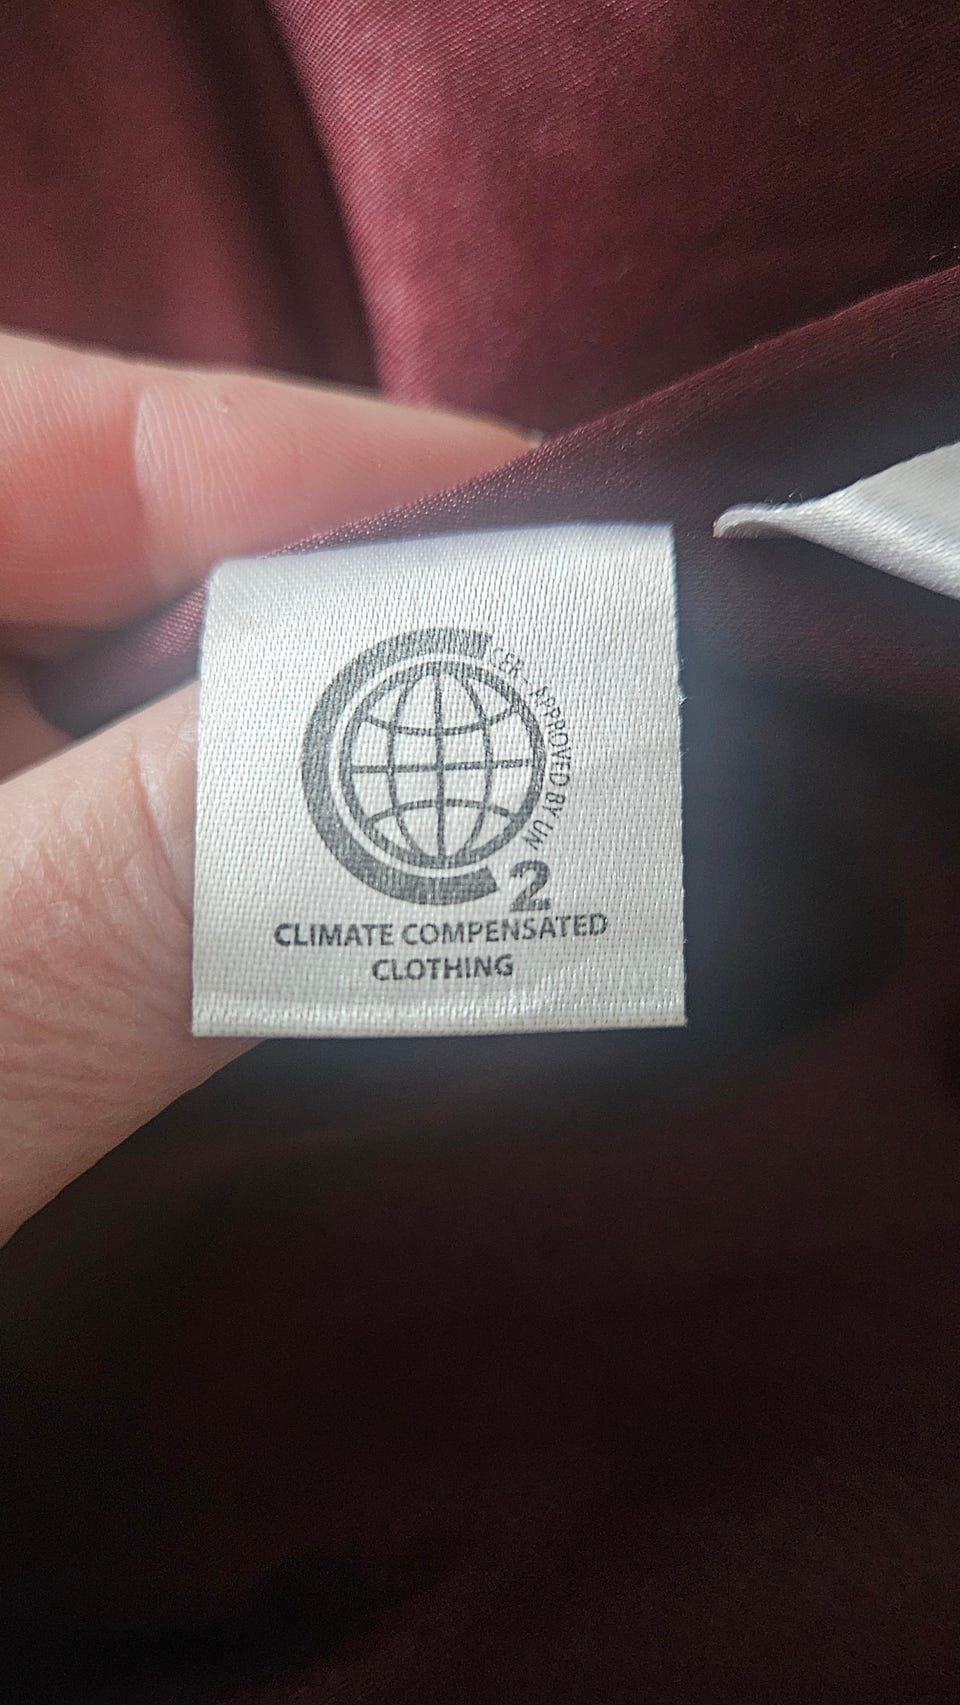 CER - APPROVED BY UN
2
CLIMATE COMPENSATED
CLOTHING